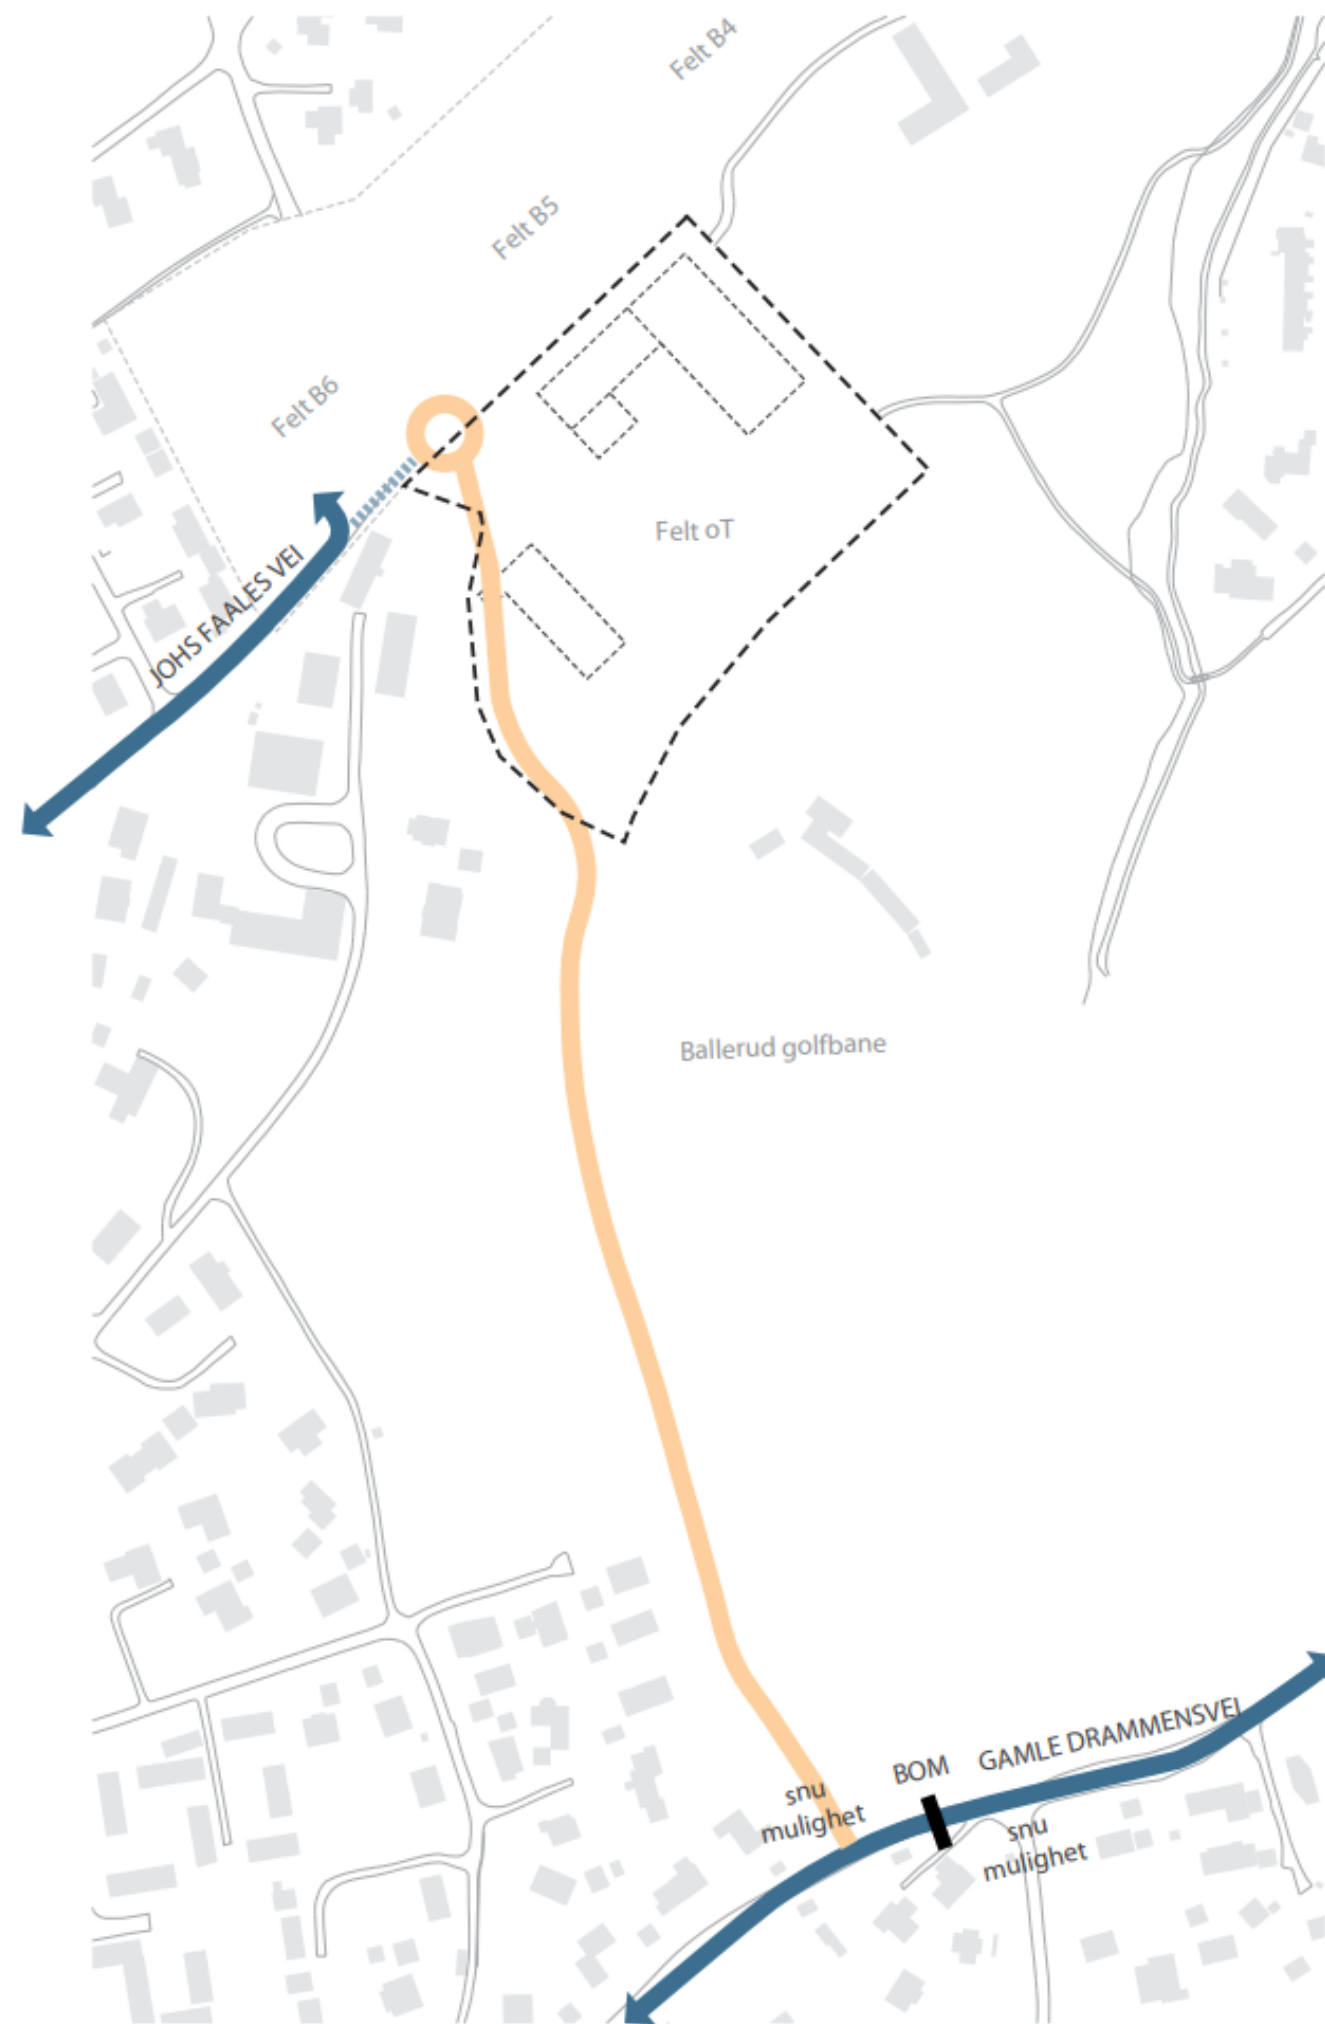 Felt B4
Felt B5
Felt B6
Felt oT
JOHS FAALES VEI
Ballerud golfbane
GAMLE DRAMMENSVEI
BOM
snu
mulighet
snu
mulighet